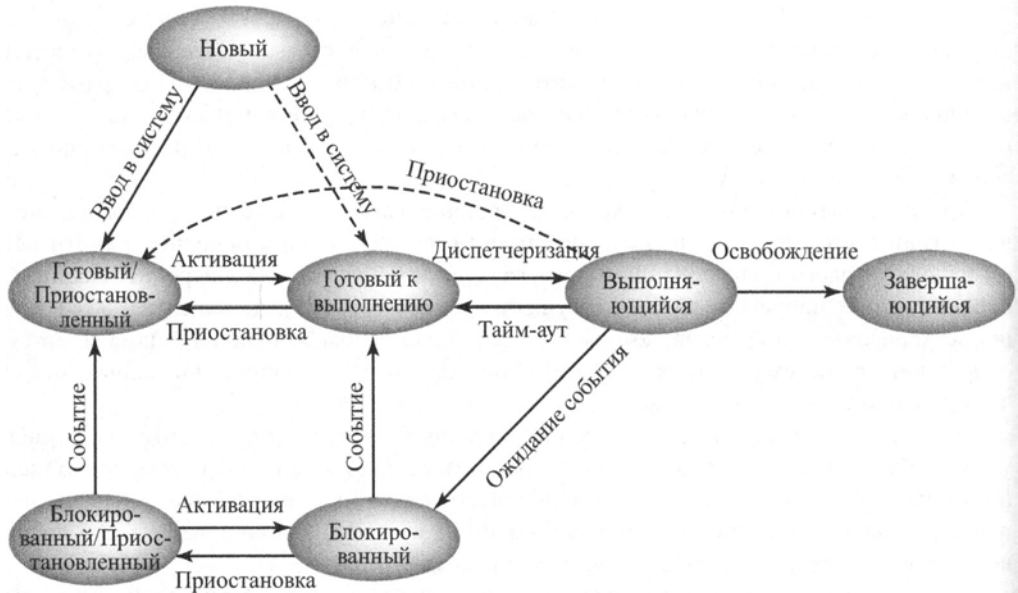 Новый
Ввод в систему
Ввод в систему
Приостановка
Готовый/
Приостанов-
ленный
Активация
Приостановка
Готовый к
выполнению
Диспетчеризация
Тайм-аут
Выполня-
ющийся
Освобождение
Заверша-
ющийся
Событие
Событие
Ожидание события
Блокиро-
ванный/Приос-
тановленный
Активация
Приостановка
Блокиро-
ванный